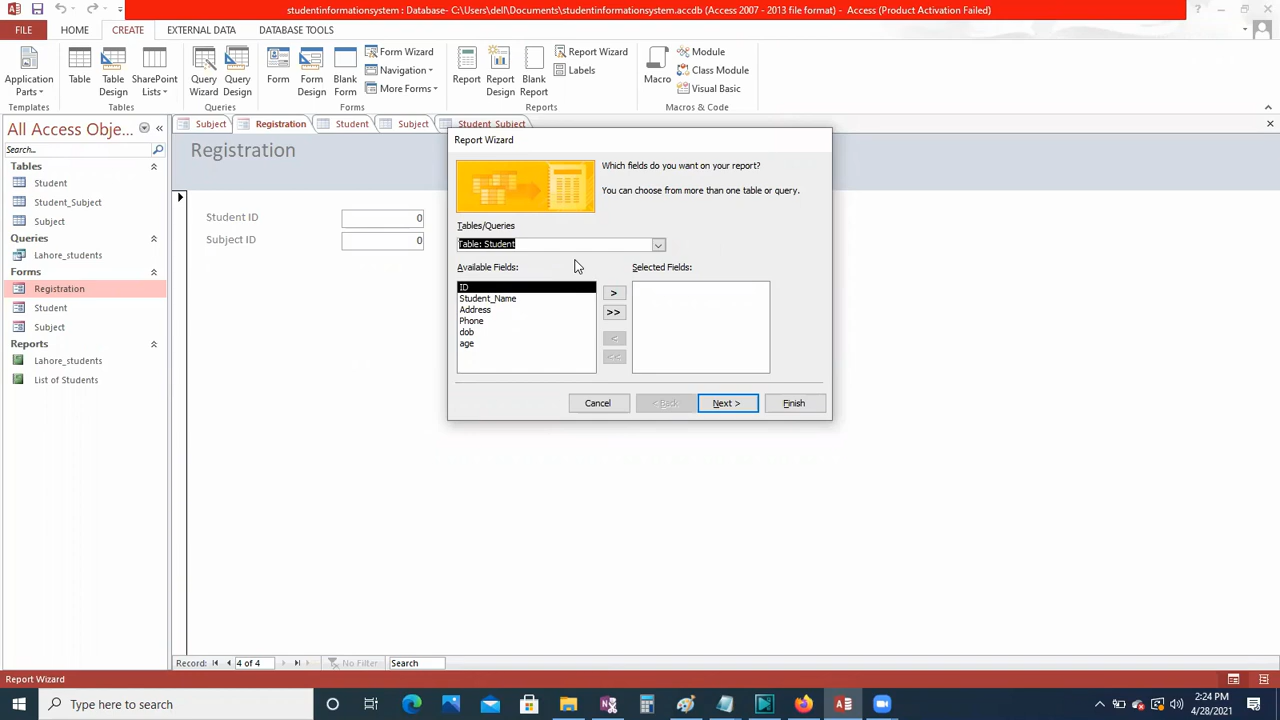 studentinformationsystem : Database- C:\Users\dell\Documents\studentinformationsystem.accdb (Access 2007 - 2013 file format) - Access (Product Activation Failed)
FILE HOME CREATE EXTERNAL DATA DATABASE TOOLS
Application Parts
Table
Table Design
SharePoint Lists
Query Wizard
Query Design
Form
Form Design
Blank Form
Form Wizard
Navigation
More Forms
Report
Report Design
Blank Report
Report Wizard
Labels
Macro
Module
Class Module
Visual Basic
Templates Tables Queries Forms Reports Macros & Code
All Access Obje...
Search...
Tables
Student
Student_Subject
Subject
Queries
Lahore_students
Forms
Registration
Student
Subject
Reports
Lahore_students
List of Students
Subject Registration Student Subject Student_Subject
Registration
Student ID 0
Subject ID 0
Report Wizard
Which fields do you want on your report?
You can choose from more than one table or query.
Tables/Queries
Table: Student
Available Fields: Selected Fields:
ID
Student_Name
Address
Phone
dob
age
>
>>
<
<<
Cancel < Back Next > Finish
Record: 4 of 4 No Filter Search
Report Wizard
Type here to search
2:24 PM
4/28/2021